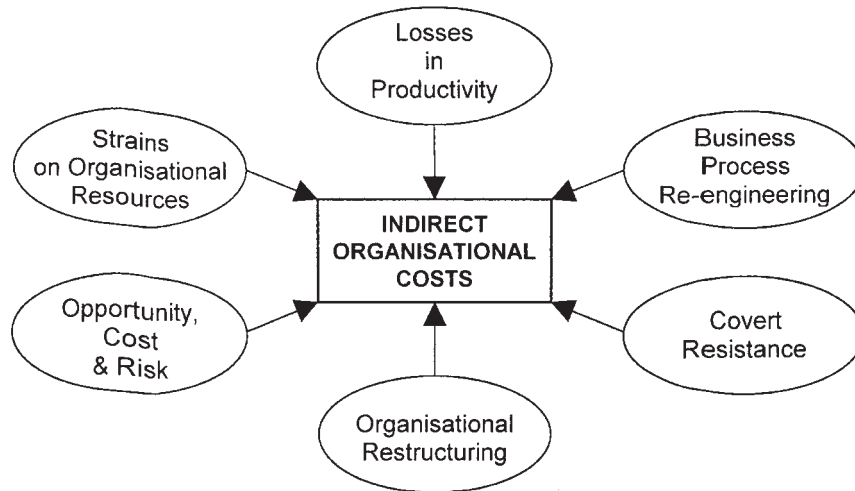 Losses
in
Productivity
Strains
on Organisational
Resources
Business
Process
Re-engineering
INDIRECT
ORGANISATIONAL
COSTS
Opportunity,
Cost
& Risk
Covert
Resistance
Organisational
Restructuring